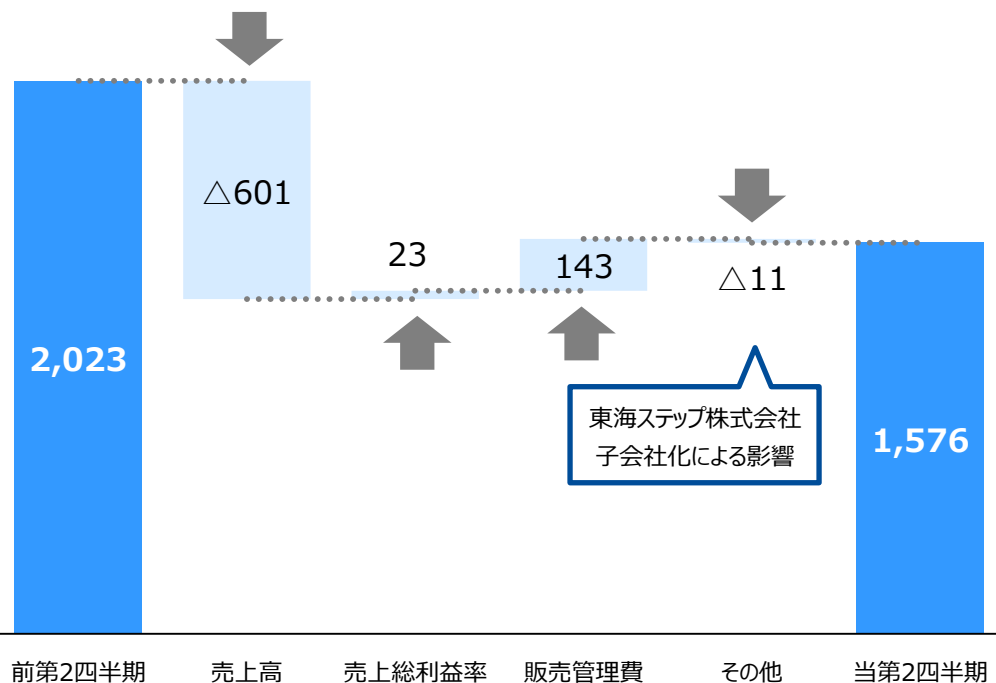 △601
23
143
△11
2,023
東海ステップ株式会社
子会社化による影響
1,576
前第2四半期
売上高
売上総利益率
販売管理費
その他
当第2四半期